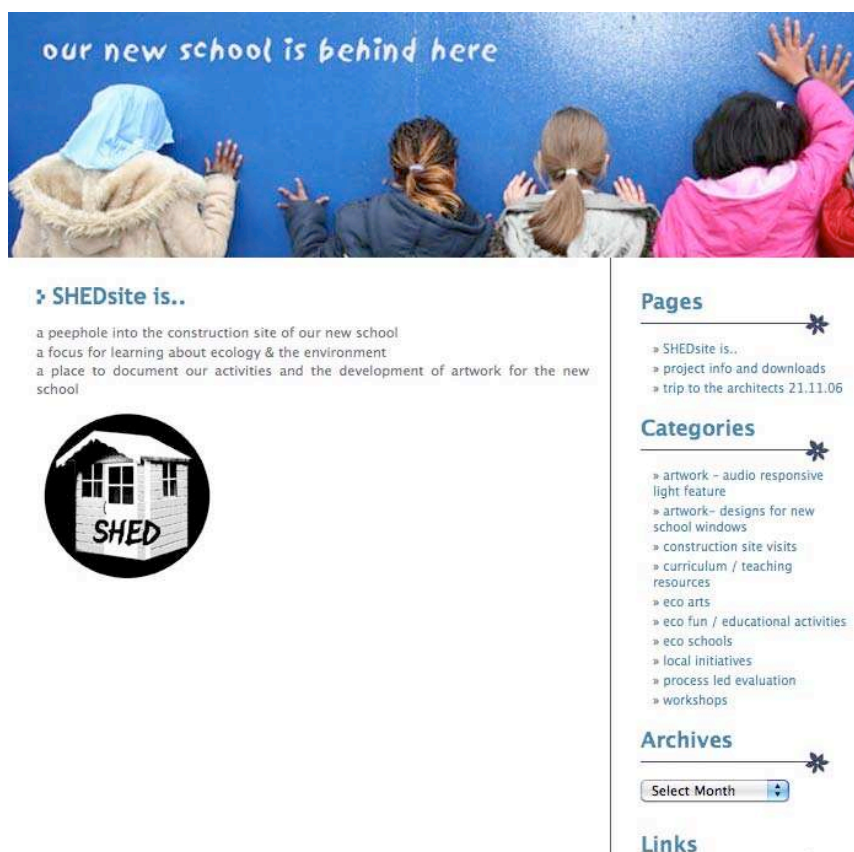 our new school is behind here
SHEDsite is..
a peephole into the construction site of our new school
a focus for learning about ecology & the environment
a place to document our activities and the development of artwork for the new
school
SHED
Pages
» SHEDsite is..
» project info and downloads
» trip to the architects 21.11.06
Categories
» artwork – audio responsive
light feature
» artwork– designs for new
school windows
» construction site visits
» curriculum / teaching
resources
» eco arts
» eco fun / educational activities
» eco schools
» local initiatives
» process led evaluation
» workshops
Archives
Select Month
Links